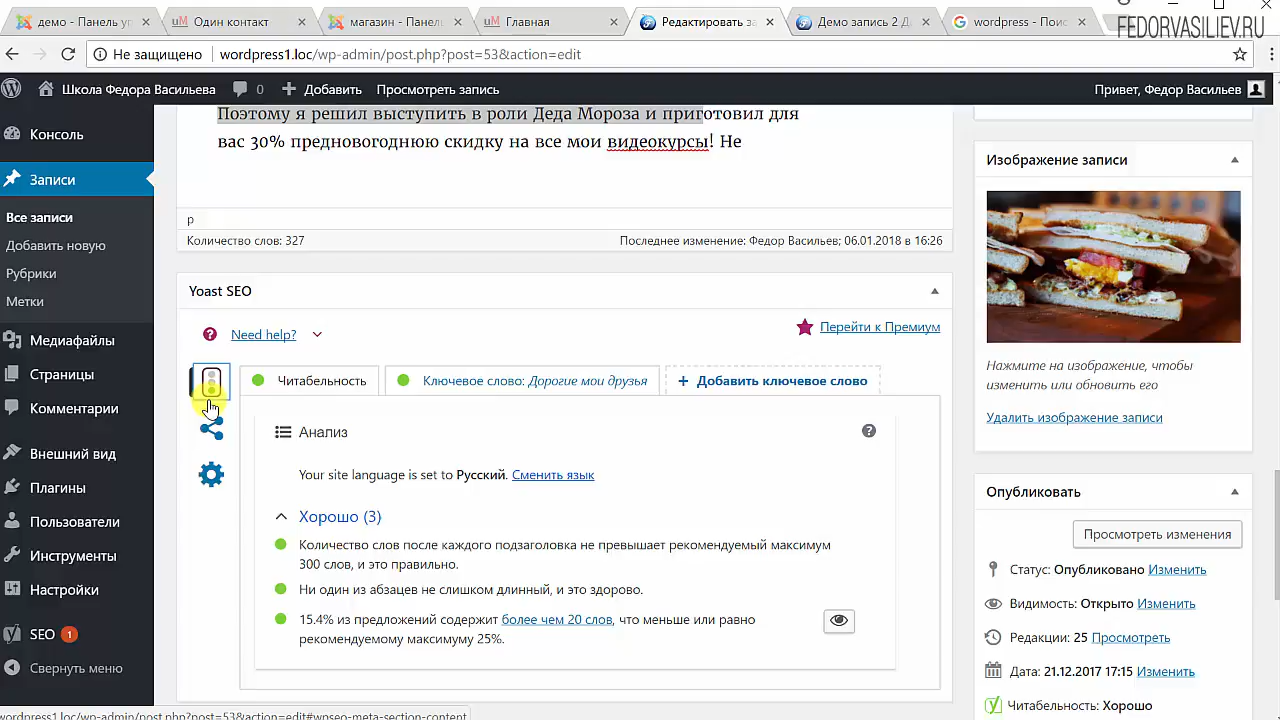 демо - Панель уп
Один контакт
магазин - Панель
Главная
Редактировать за
Демо запись 2 Д
wordpress - Поис
FEDORVASILIEV.RU
Не защищено wordpress1.loc/wp-admin/post.php?post=53&action=edit
Школа Федора Васильева 0 Добавить Просмотреть запись Привет, Федор Васильев
Консоль
Записи
Все записи
Добавить новую
Рубрики
Метки
Медиафайлы
Страницы
Комментарии
Внешний вид
Плагины
Пользователи
Инструменты
Настройки
SEO 1
Свернуть меню
Поэтому я решил выступить в роли Деда Мороза и приготовил для
вас 30% предновогоднюю скидку на все мои видеокурсы! Не
p
Количество слов: 327 Последнее изменение: Федор Васильев; 06.01.2018 в 16:26
Yoast SEO
Need help? Перейти к Премиум
Читабельность Ключевое слово: Дорогие мои друзья + Добавить ключевое слово
Анализ
Your site language is set to Русский. Сменить язык
Хорошо (3)
Количество слов после каждого подзаголовка не превышает рекомендуемый максимум
300 слов, и это правильно.
Ни один из абзацев не слишком длинный, и это здорово.
15.4% из предложений содержит более чем 20 слов, что меньше или равно
рекомендуемому максимуму 25%.
Изображение записи
Нажмите на изображение, чтобы
изменить или обновить его
Удалить изображение записи
Опубликовать
Просмотреть изменения
Статус: Опубликовано Изменить
Видимость: Открыто Изменить
Редакции: 25 Просмотреть
Дата: 21.12.2017 17:15 Изменить
Читабельность: Хорошо
wordpress1.loc/wp-admin/post.php?post=53&action=edit#wpseo-meta-section-content